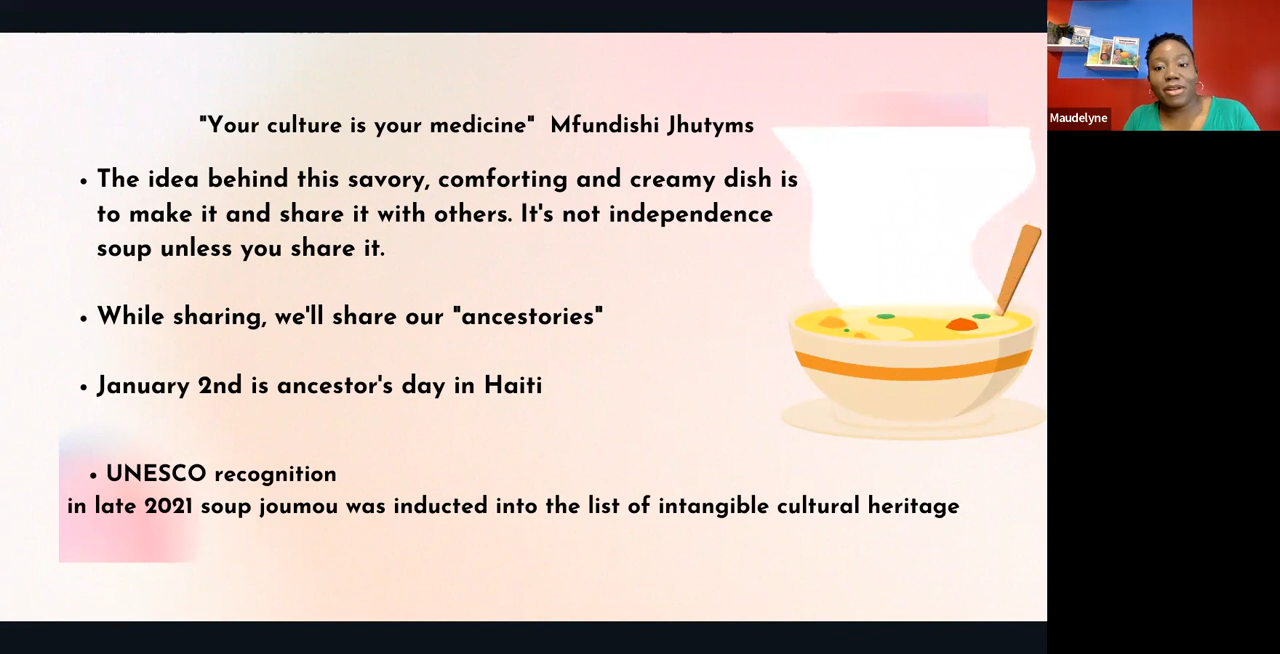 "Your culture is your medicine" Mfundishi Jhutyms
• The idea behind this savory, comforting and creamy dish is
to make it and share it with others. It's not independence
soup unless you share it.
• While sharing, we'll share our "ancestories"
• January 2nd is ancestor's day in Haiti
• UNESCO recognition
in late 2021 soup joumou was inducted into the list of intangible cultural heritage
Maudelyne